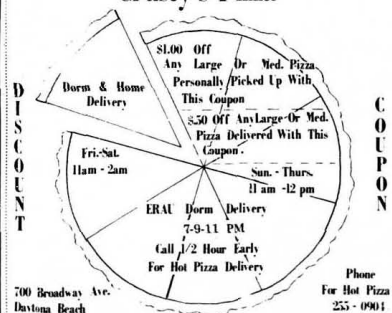 DISCOUNT
COUPON
$1.00 Off
Any Large Or Med. Pizza
Personally Picked Up With
This Coupon
Dorm & Home
Delivery
$.50 Off Any Large Or Med.
Pizza Delivered With This
Coupon.
Fri.-Sat.
11am - 2am
Sun. - Thurs.
11 am -12 pm
ERAU Dorm Delivery
7-9-11 PM
Call 1/2 Hour Early
For Hot Pizza Delivery
700 Broadway Ave.
Daytona Beach
Phone
For Hot Pizza
255 - 0904